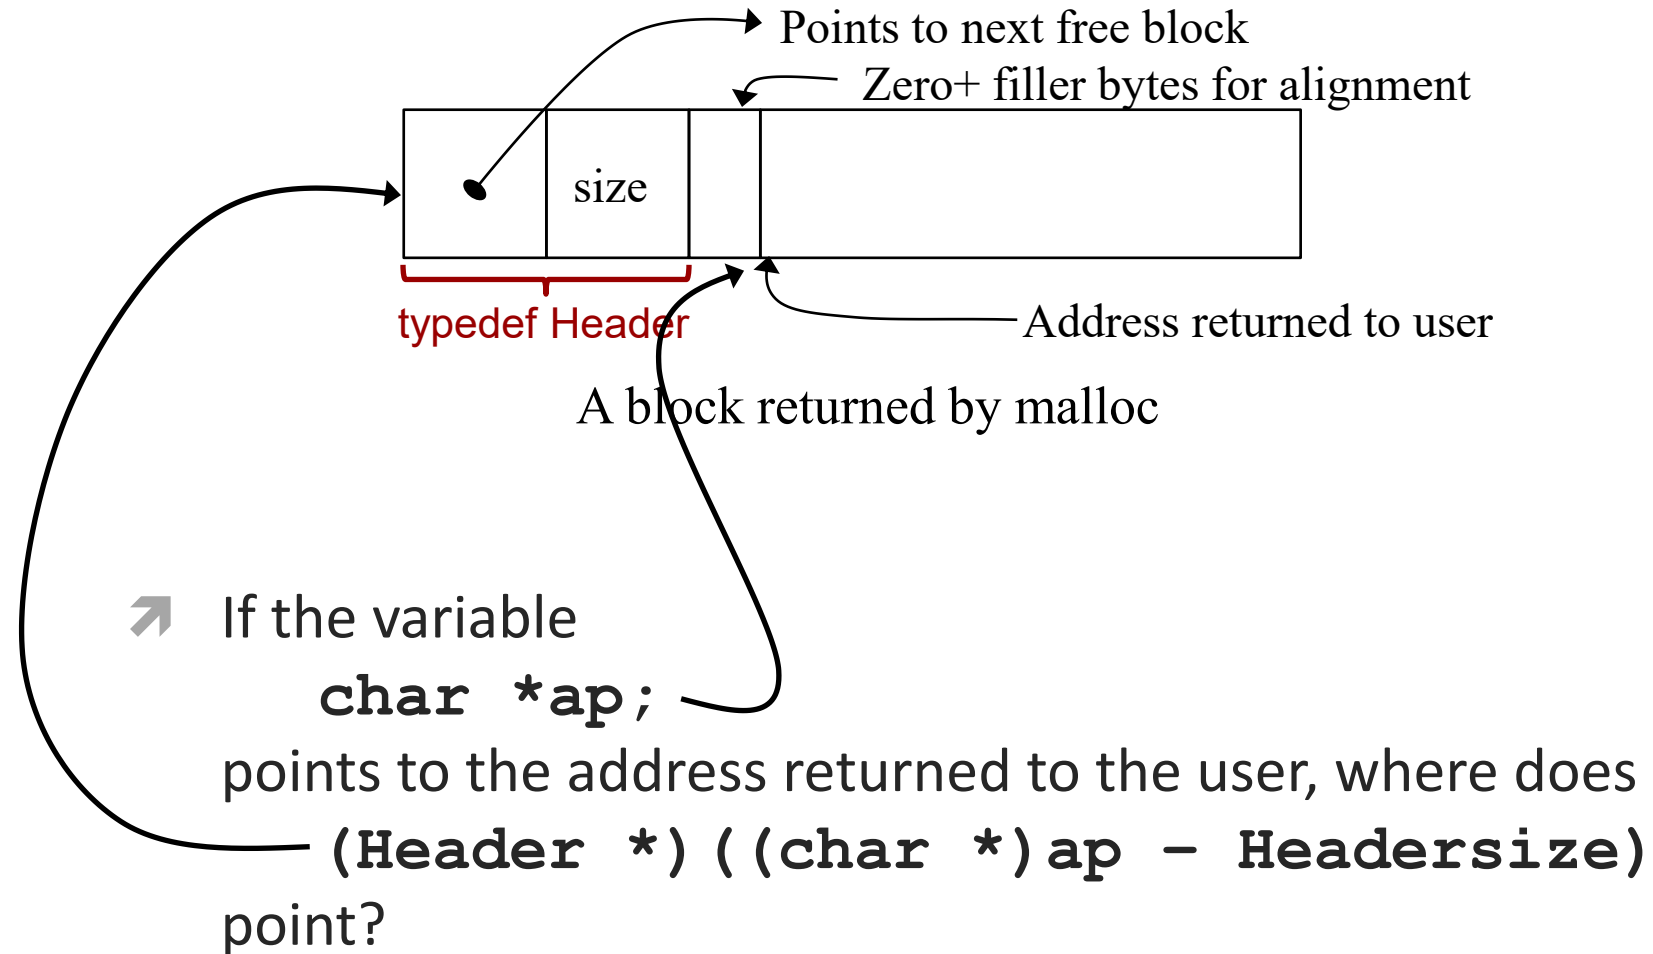 Points to next free block
Zero+ filler bytes for alignment
size
typedef Header
Address returned to user
A block returned by malloc
If the variable
char *ap;
points to the address returned to the user, where does
(Header *)((char *)ap – Headersize)
point?